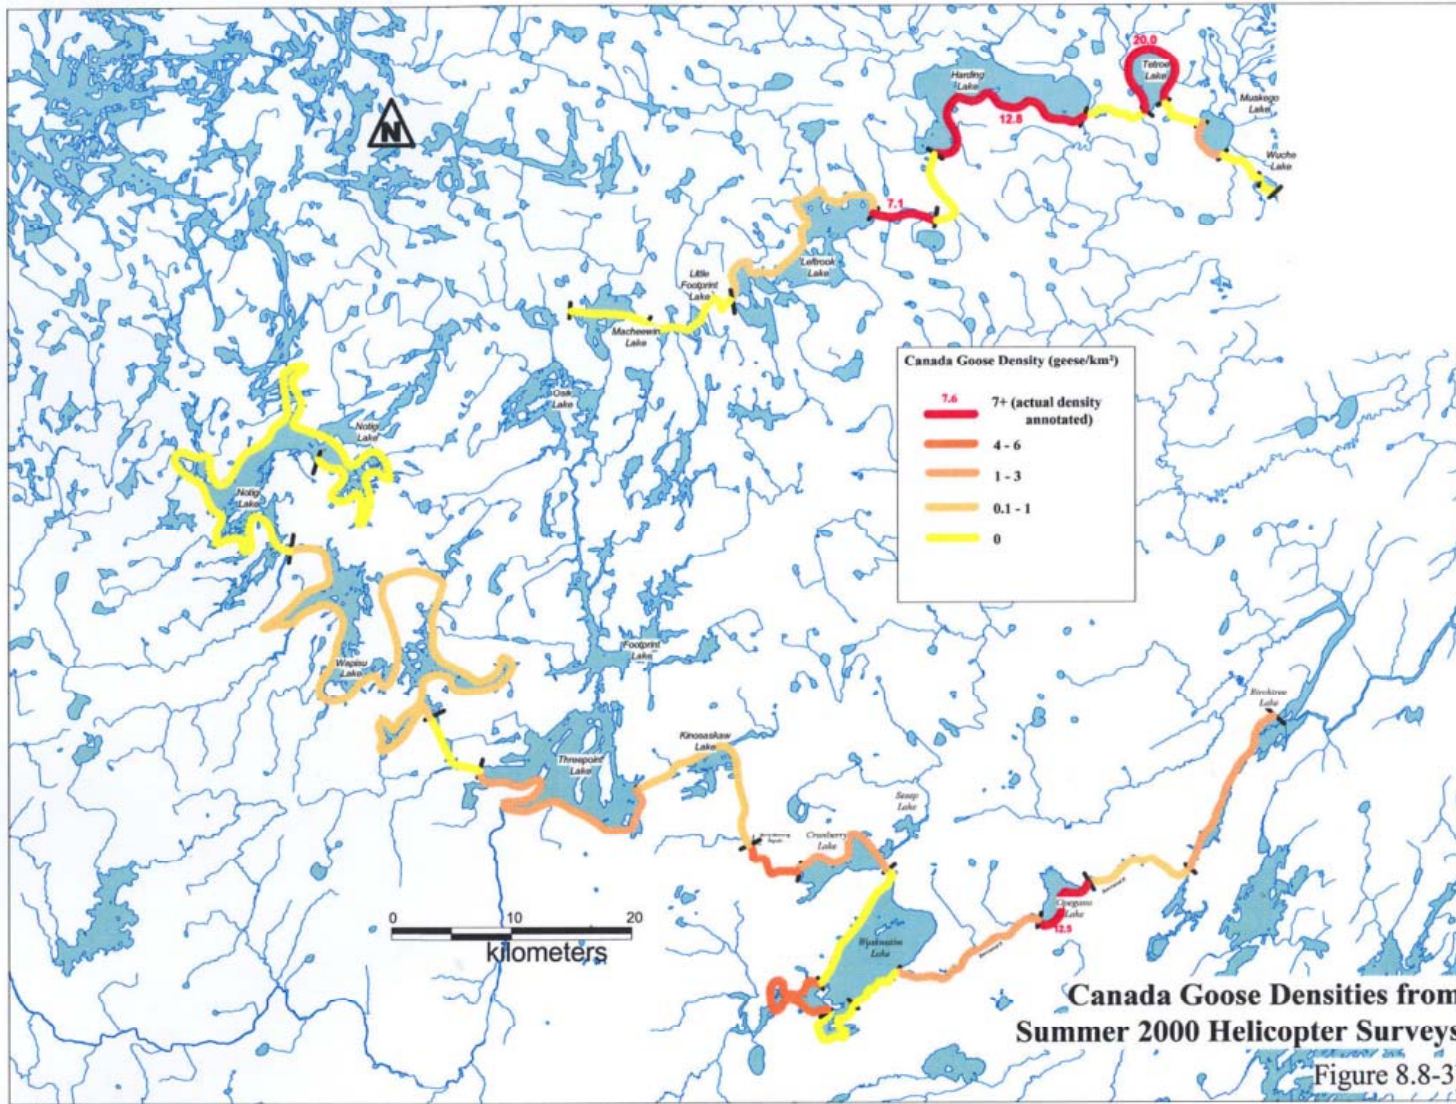 20.0
Tetroe
Lake
Harding
Lake
12.8
Muskego
Lake
Wuche
Lake
N
7.1
Leftrook
Lake
Little
Footprint
Lake
Macheewin
Lake
Canada Goose Density (geese/km²)
7.6
7+ (actual density
annotated)
4 - 6
1 - 3
0.1 - 1
0
Osik
Lake
Notigi
Lake
Notigi
Lake
Footprint
Lake
Wapisu
Lake
Birchtree
Lake
Kinosaskaw
Lake
Threepoint
Lake
Sesep
Lake
Cranberry
Lake
Opegano
Lake
12.5
0 10 20
kilometers
Wuskwatim
Lake
Canada Goose Densities from
Summer 2000 Helicopter Surveys
Figure 8.8-3